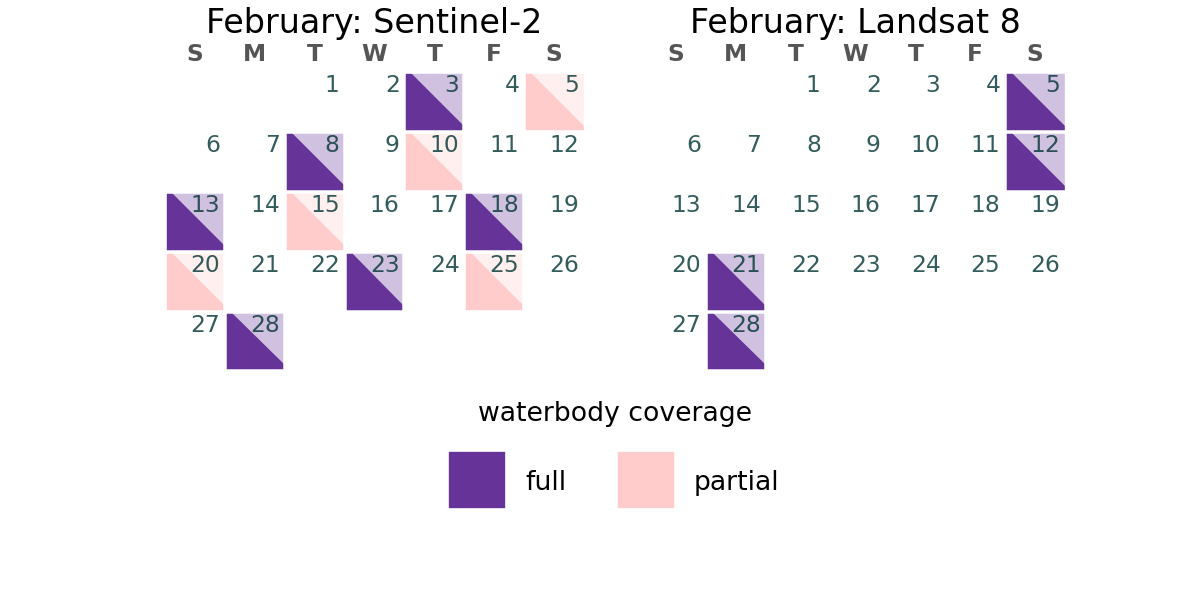 February: Sentinel-2
S M T W T F S
1 2 3 4 5
6 7 8 9 10 11 12
13 14 15 16 17 18 19
20 21 22 23 24 25 26
27 28
February: Landsat 8
S M T W T F S
1 2 3 4 5
6 7 8 9 10 11 12
13 14 15 16 17 18 19
20 21 22 23 24 25 26
27 28
waterbody coverage
full partial